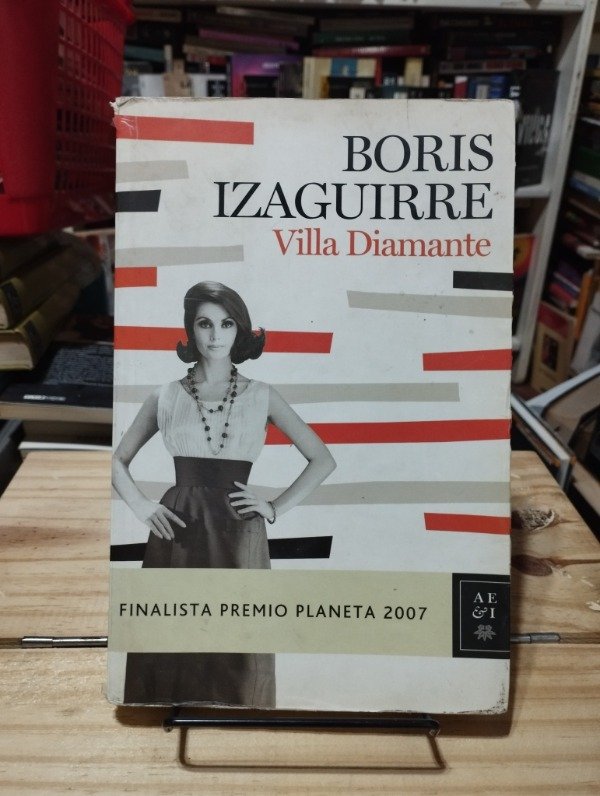 BORIS
IZAGUIRRE
Villa Diamante
FINALISTA PREMIO PLANETA 2007
AE
&I